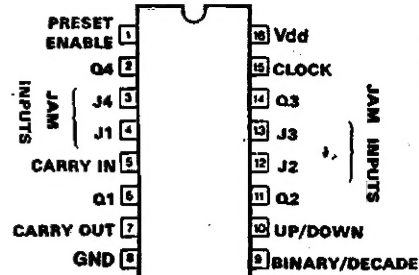 PRESET
ENABLE 1
Q4 2
J4 3
J1 4
JAM
INPUTS
CARRY IN 5
Q1 6
CARRY OUT 7
GND 8
16 Vdd
15 CLOCK
14 Q3
13 J3
12 J2
JAM INPUTS
11 Q2
10 UP/DOWN
9 BINARY/DECADE